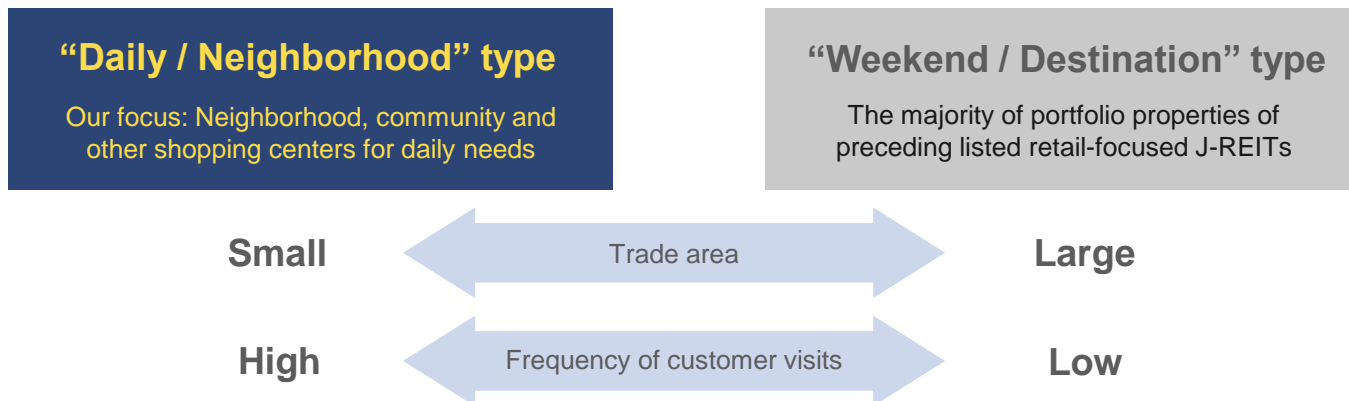 “Daily / Neighborhood” type
Our focus: Neighborhood, community and
other shopping centers for daily needs
“Weekend / Destination” type
The majority of portfolio properties of
preceding listed retail-focused J-REITs
Small
Trade area
Large
High
Frequency of customer visits
Low